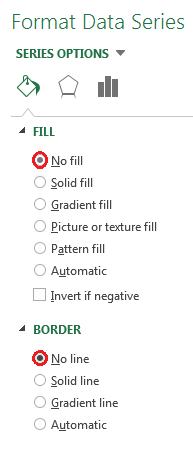 Format Data Series
SERIES OPTIONS
FILL
No fill
Solid fill
Gradient fill
Picture or texture fill
Pattern fill
Automatic
Invert if negative
BORDER
No line
Solid line
Gradient line
Automatic